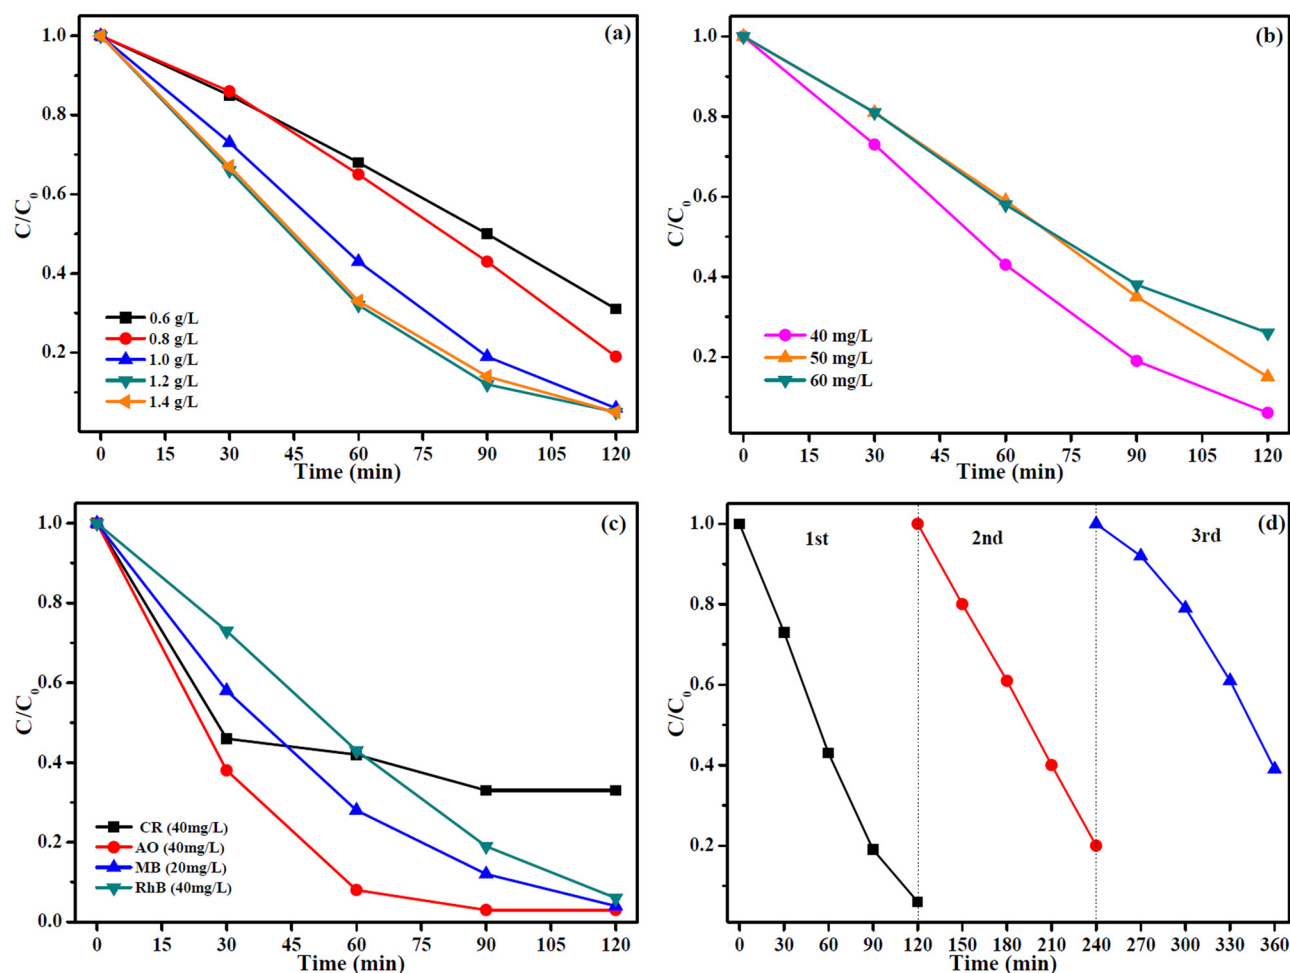 (a)
C/C0
1.0
0.8
0.6
0.4
0.2
0.6 g/L
0.8 g/L
1.0 g/L
1.2 g/L
1.4 g/L
0 15 30 45 60 75 90 105 120
Time (min)
(b)
C/C0
1.0
0.8
0.6
0.4
0.2
40 mg/L
50 mg/L
60 mg/L
0 15 30 45 60 75 90 105 120
Time (min)
(c)
C/C0
1.0
0.8
0.6
0.4
0.2
0.0
CR (40mg/L)
AO (40mg/L)
MB (20mg/L)
RhB (40mg/L)
0 15 30 45 60 75 90 105 120
Time (min)
(d)
1st 2nd 3rd
C/C0
1.0
0.8
0.6
0.4
0.2
0 30 60 90 120 150 180 210 240 270 300 330 360
Time (min)